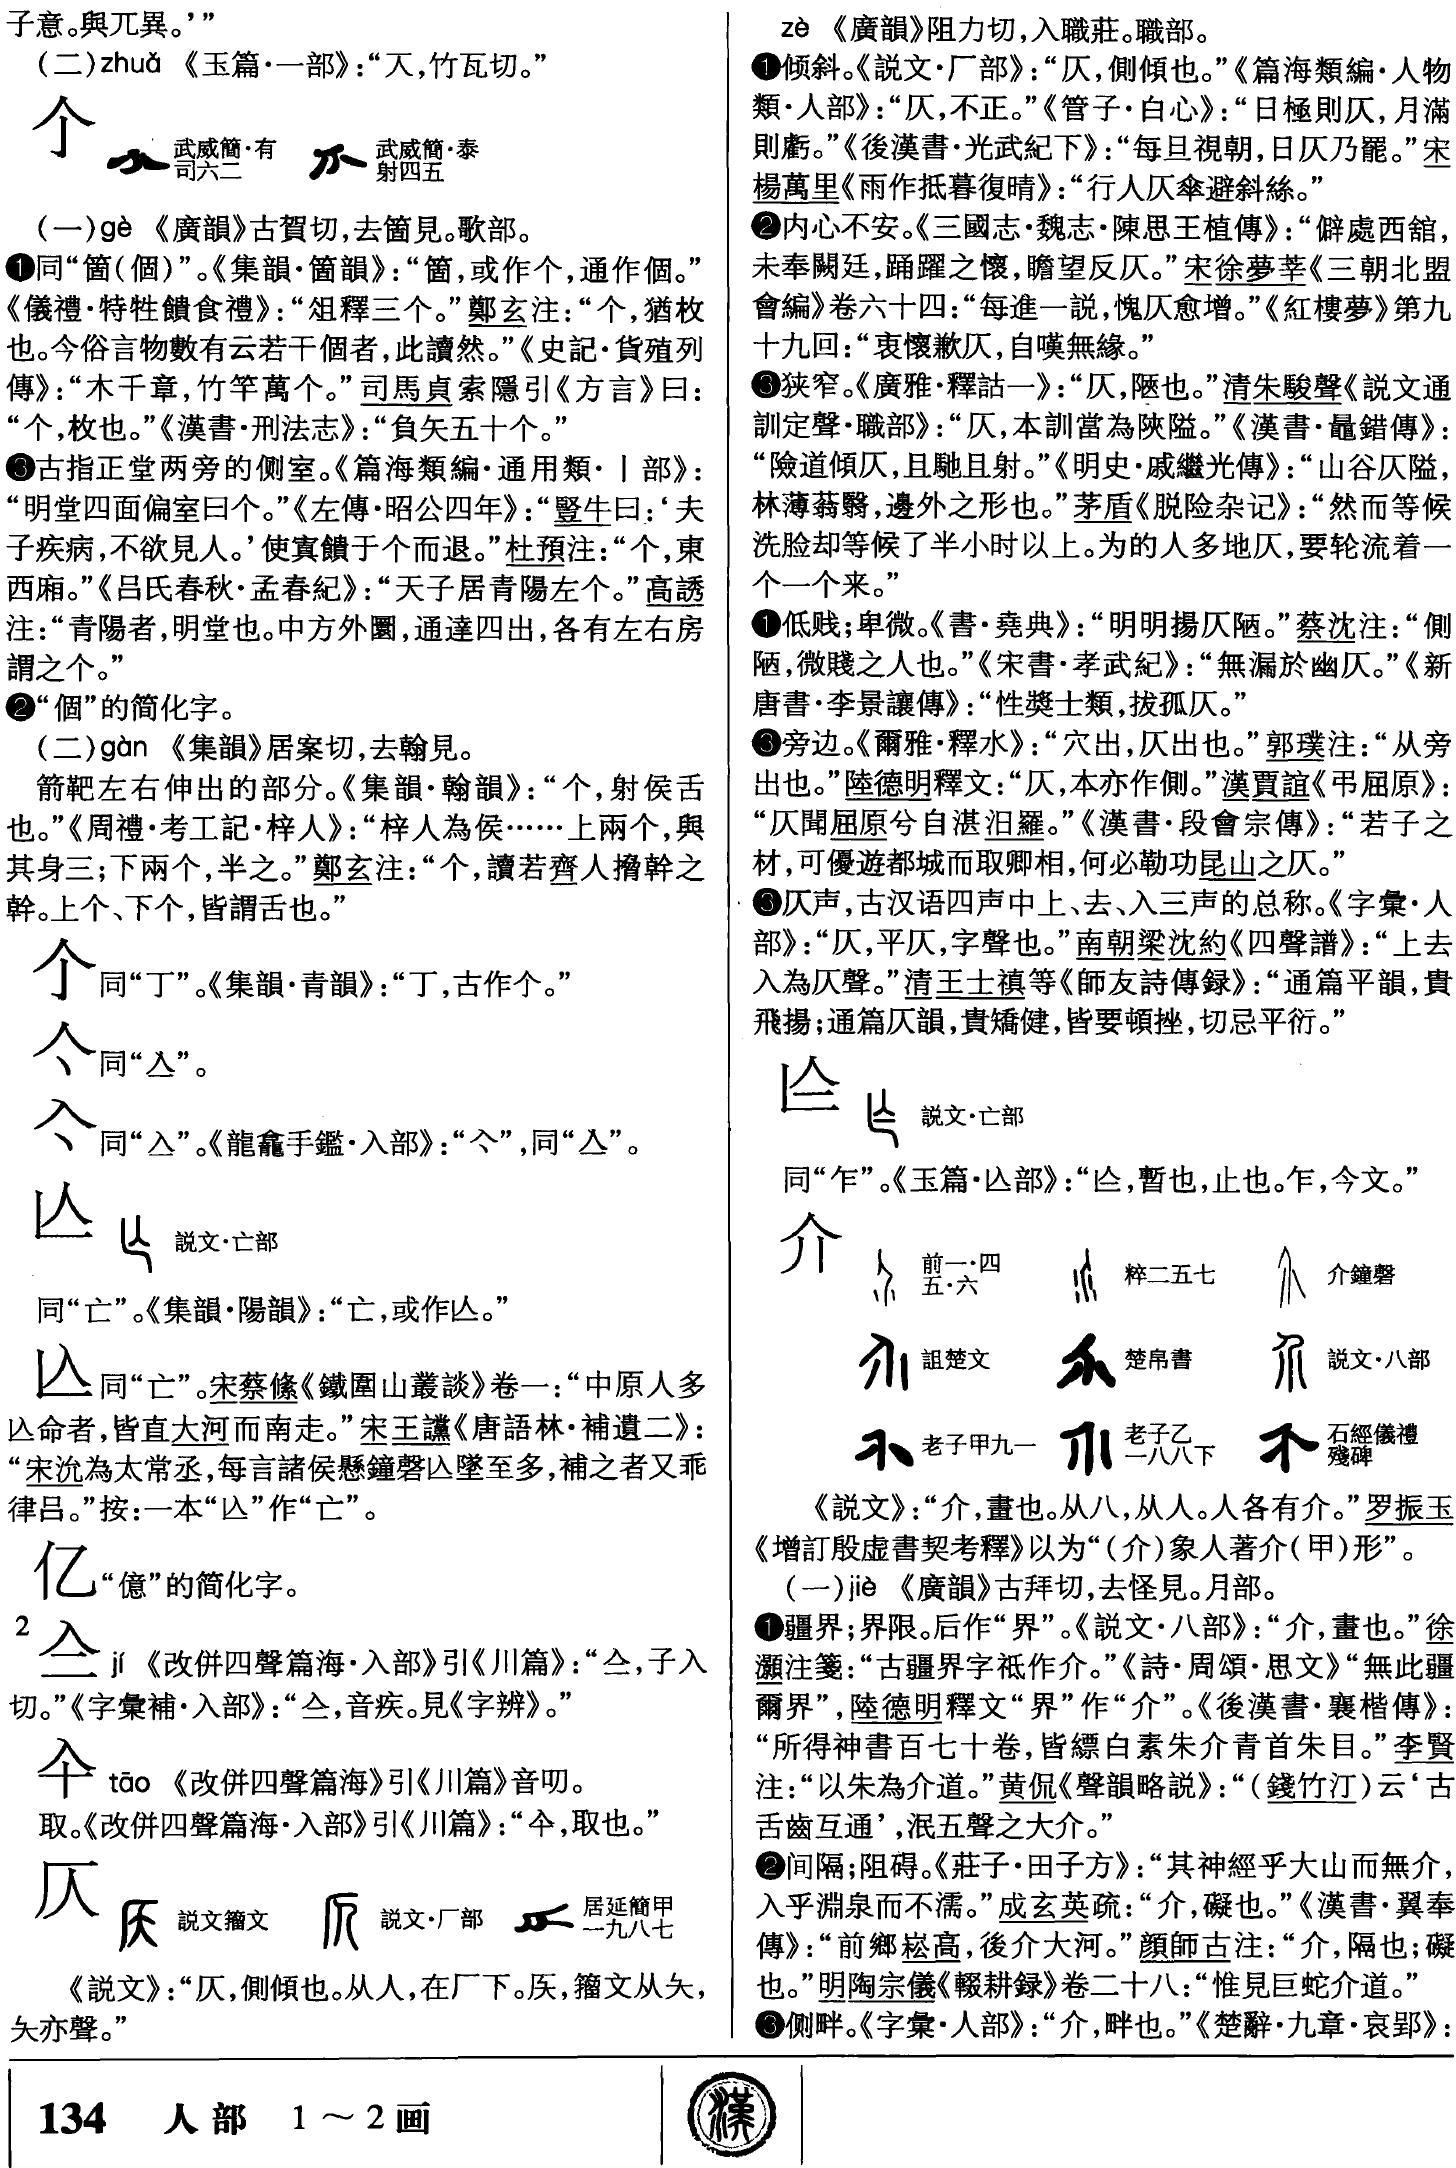 子意。與兀異。’”
(二)zhuǎ 《玉篇·一部》：“𠆣，竹瓦切。”
个
武威簡·有司六二
武威簡·泰射四五
(一)gè 《廣韻》古賀切，去箇見。歌部。
❶同“箇(個)”。《集韻·箇韻》：“箇，或作个，通作個。”
《儀禮·特牲饋食禮》：“俎釋三个。”鄭玄注：“个，猶枚
也。今俗言物數有云若干個者，此讀然。”《史記·貨殖列
傳》：“木千章，竹竿萬个。”司馬貞索隱引《方言》曰：
“个，枚也。”《漢書·刑法志》：“負矢五十个。”
❸古指正堂两旁的侧室。《篇海類編·通用類·丨部》：
“明堂四面偏室曰个。”《左傳·昭公四年》：“豎牛曰：‘夫
子疾病，不欲見人。’使寘饋于个而退。”杜預注：“个，東
西廂。”《吕氏春秋·孟春紀》：“天子居青陽左个。”高誘
注：“青陽者，明堂也。中方外圜，通達四出，各有左右房
謂之个。”
❷“個”的简化字。
(二)gàn 《集韻》居案切，去翰見。
箭靶左右伸出的部分。《集韻·翰韻》：“个，射侯舌
也。”《周禮·考工記·梓人》：“梓人為侯……上兩个，與
其身三；下兩个，半之。”鄭玄注：“个，讀若齊人搚幹之
幹。上个、下个，皆謂舌也。”
同“丁”。《集韻·青韻》：“丁，古作个。”
亼 同“亼”。
同“亼”。《龍龕手鑑·入部》：“亽”，同“亼”。
亾
説文·亡部
同“亡”。《集韻·陽韻》：“亡，或作亾。”
亾 同“亡”。宋蔡絛《鐵圍山叢談》卷一：“中原人多
亾命者，皆直大河而南走。”宋王讜《唐語林·補遺二》：
“宋沇為太常丞，每言諸侯懸鐘磬亾墜至多，補之者又乖
律吕。”按：一本“亾”作“亡”。
亿 “億”的简化字。
2
jí 《改併四聲篇海·入部》引《川篇》：“仝，子入
切。”《字彙補·入部》：“，音疾。見《字辨》。”
tāo 《改併四聲篇海》引《川篇》音叨。
取。《改併四聲篇海·入部》引《川篇》：“，取也。”
仄
説文籀文
説文·厂部
居延簡甲一九八七
《説文》：“仄，側傾也。从人，在厂下。𠨮，籀文从夨，
夨亦聲。”
zè 《廣韻》阻力切，入職莊。職部。
❶倾斜。《説文·厂部》：“仄，側傾也。”《篇海類編·人物
類·人部》：“仄，不正。”《管子·白心》：“日極則仄，月滿
則虧。”《後漢書·光武紀下》：“每旦視朝，日仄乃罷。”宋
楊萬里《雨作抵暮復晴》：“行人仄傘避斜絲。”
❷内心不安。《三國志·魏志·陳思王植傳》：“僻處西舘，
未奉闕廷，踊躍之懷，瞻望反仄。”宋徐夢莘《三朝北盟
會編》卷六十四：“每進一説，愧仄愈增。”《紅樓夢》第九
十九回：“衷懷歉仄，自嘆無緣。”
❸狭窄。《廣雅·釋詁一》：“仄，陿也。”清朱駿聲《説文通
訓定聲·職部》：“仄，本訓當為陝隘。”《漢書·鼂錯傳》：
“險道傾仄，且馳且射。”《明史·戚繼光傳》：“山谷仄隘，
林薄蓊翳，邊外之形也。”茅盾《脱险杂记》：“然而等候
洗脸却等候了半小时以上。为的人多地仄，要轮流着一
个一个来。”
❶低贱；卑微。《書·堯典》：“明明揚仄陋。”蔡沈注：“側
陋，微賤之人也。”《宋書·孝武紀》：“無漏於幽仄。”《新
唐書·李景讓傳》：“性獎士類，拔孤仄。”
❸旁边。《爾雅·釋水》：“穴出，仄出也。”郭璞注：“从旁
出也。”陸德明釋文：“仄，本亦作側。”漢賈誼《弔屈原》：
“仄聞屈原兮自湛汨羅。”《漢書·段會宗傳》：“若子之
材，可優遊都城而取卿相，何必勒功昆山之仄。”
❸仄声，古汉语四声中上、去、入三声的总称。《字彙·人
部》：“仄，平仄，字聲也。”南朝梁沈約《四聲譜》：“上去
入為仄聲。”清王士禛等《師友詩傳録》：“通篇平韻，貴
飛揚；通篇仄韻，貴矯健，皆要頓挫，切忌平衍。”
説文·亡部
同“乍”。《玉篇·亾部》：“，暫也，止也。乍，今文。”
介
前一·四五·六
粹二五七
介鐘磬
詛楚文
楚帛書
説文·八部
老子甲九一
老子乙一八八下
石經儀禮殘碑
《説文》：“介，畫也。从八，从人。人各有介。”罗振玉
《增訂殷虚書契考釋》以为“(介)象人著介(甲)形”。
(一)jiè 《廣韻》古拜切，去怪見。月部。
❶疆界；界限。后作“界”。《説文·八部》：“介，畫也。”徐
灝注箋：“古疆界字祇作介。”《詩·周頌·思文》“無此疆
爾界”，陸德明釋文“界”作“介”。《後漢書·襄楷傳》：
“所得神書百七十卷，皆縹白素朱介青首朱目。”李賢
注：“以朱為介道。”黄侃《聲韻略説》：“(錢竹汀)云‘古
舌齒互通’，泯五聲之大介。”
❷间隔；阻碍。《莊子·田子方》：“其神經乎大山而無介，
入乎淵泉而不濡。”成玄英疏：“介，礙也。”《漢書·翼奉
傳》：“前鄉崧高，後介大河。”顔師古注：“介，隔也；礙
也。”明陶宗儀《輟耕録》卷二十八：“惟見巨蛇介道。”
❸侧畔。《字彙·人部》：“介，畔也。”《楚辭·九章·哀郢》：
134 人部 1～2画
漢